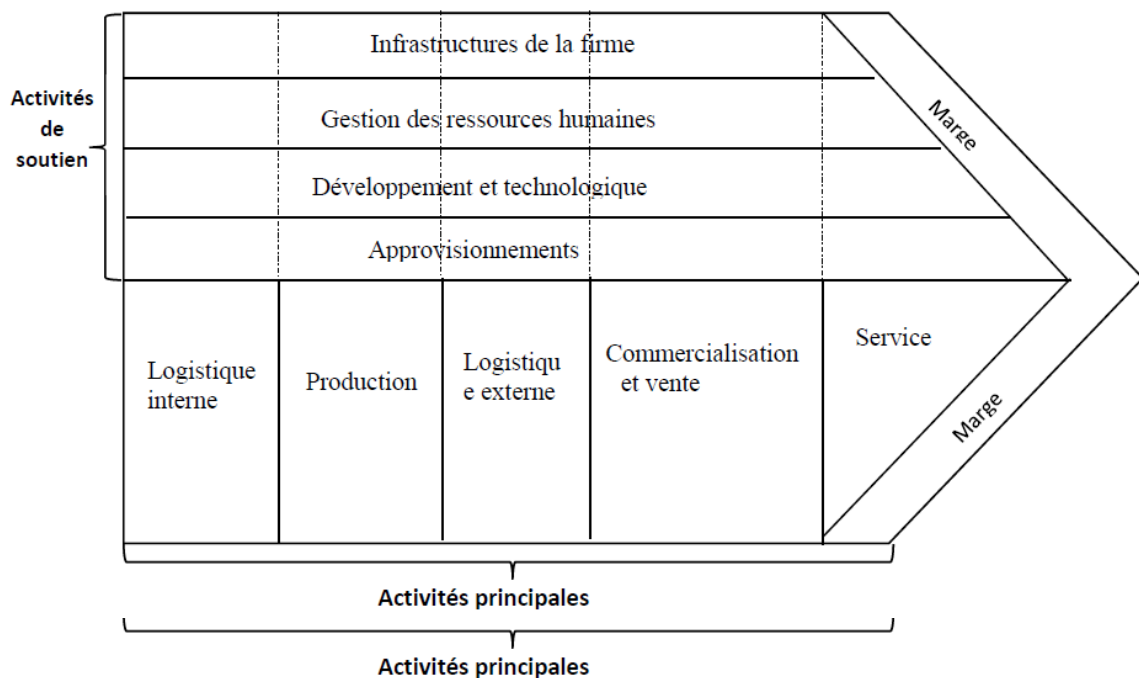 Infrastructures de la firme
Activités
de
soutien
Gestion des ressources humaines
Développement et technologique
Approvisionnements
Marge
Logistique
interne
Production
Logistiqu
e externe
Commercialisation
et vente
Service
Marge
Activités principales
Activités principales